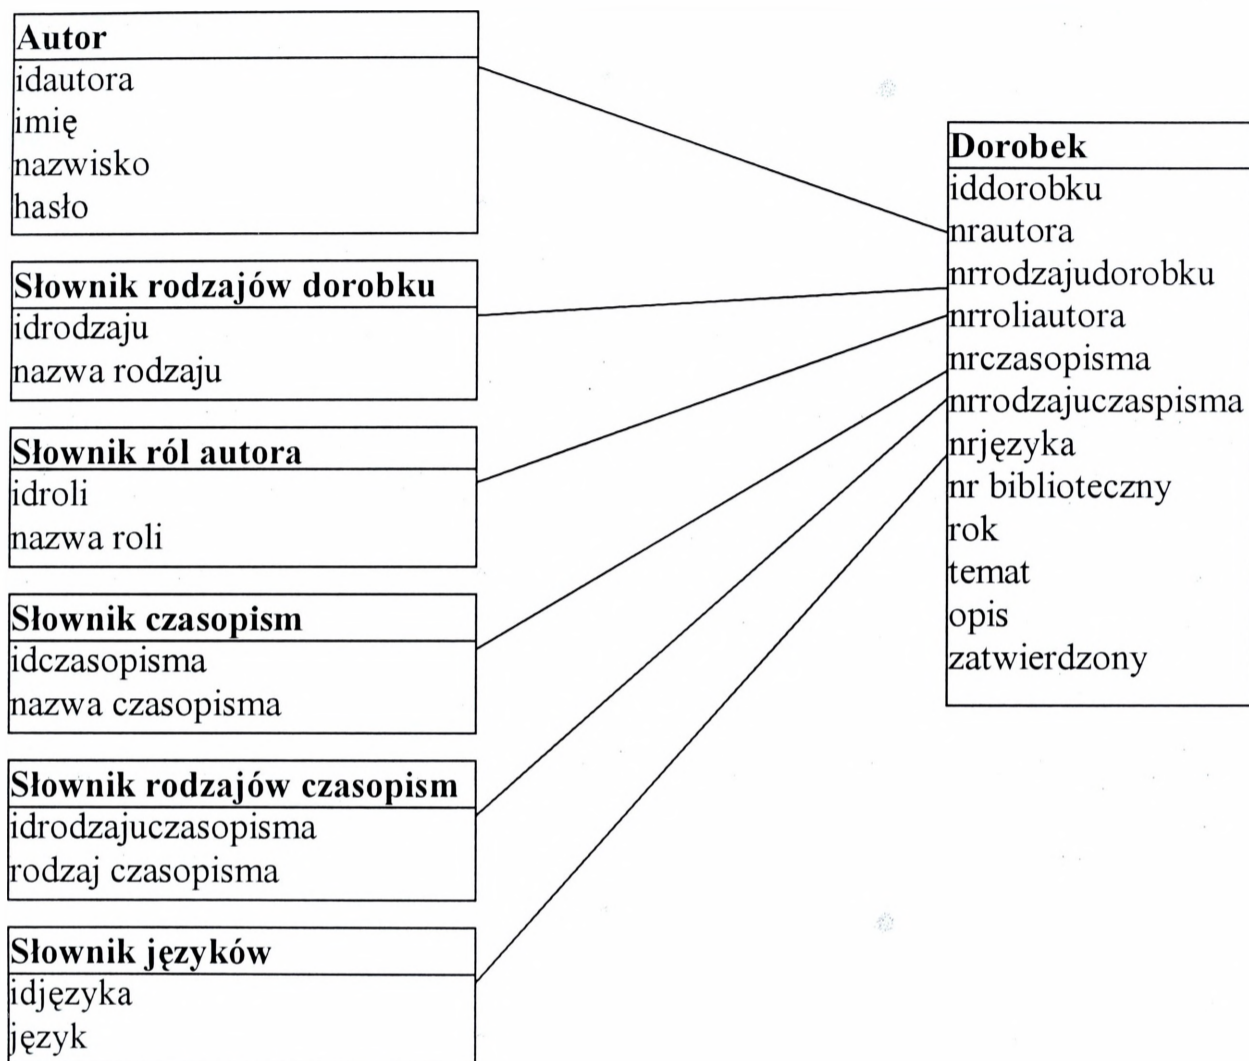 Autor
idautora
imię
nazwisko
hasło
Słownik rodzajów dorobku
idrodzaju
nazwa rodzaju
Słownik ról autora
idroli
nazwa roli
Słownik czasopism
idczasopisma
nazwa czasopisma
Słownik rodzajów czasopism
idrodzajuczasopisma
rodzaj czasopisma
Słownik języków
idjęzyka
język
Dorobek
iddorobku
nrautora
nrrodzajudorobku
nrroliautora
nrczasopisma
nrrodzajuczaspisma
nrjęzyka
nr biblioteczny
rok
temat
opis
zatwierdzony